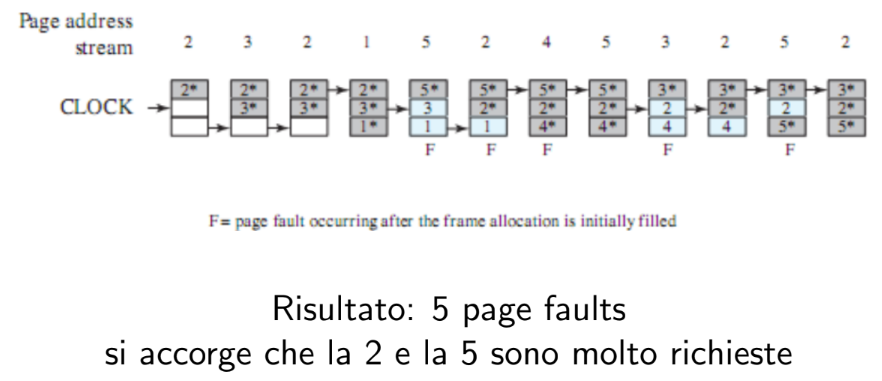 Page address
stream 2 3 2 1 5 2 4 5 3 2 5 2
2* 2* 2* 2* 5* 5* 5* 5* 3* 3* 3* 3*
CLOCK 3* 3* 3* 3 2* 2* 2* 2 2* 2 2*
1* 1 1 4* 4* 4 4 5* 5*
F F F F F
F= page fault occurring after the frame allocation is initially filled
Risultato: 5 page faults
si accorge che la 2 e la 5 sono molto richieste